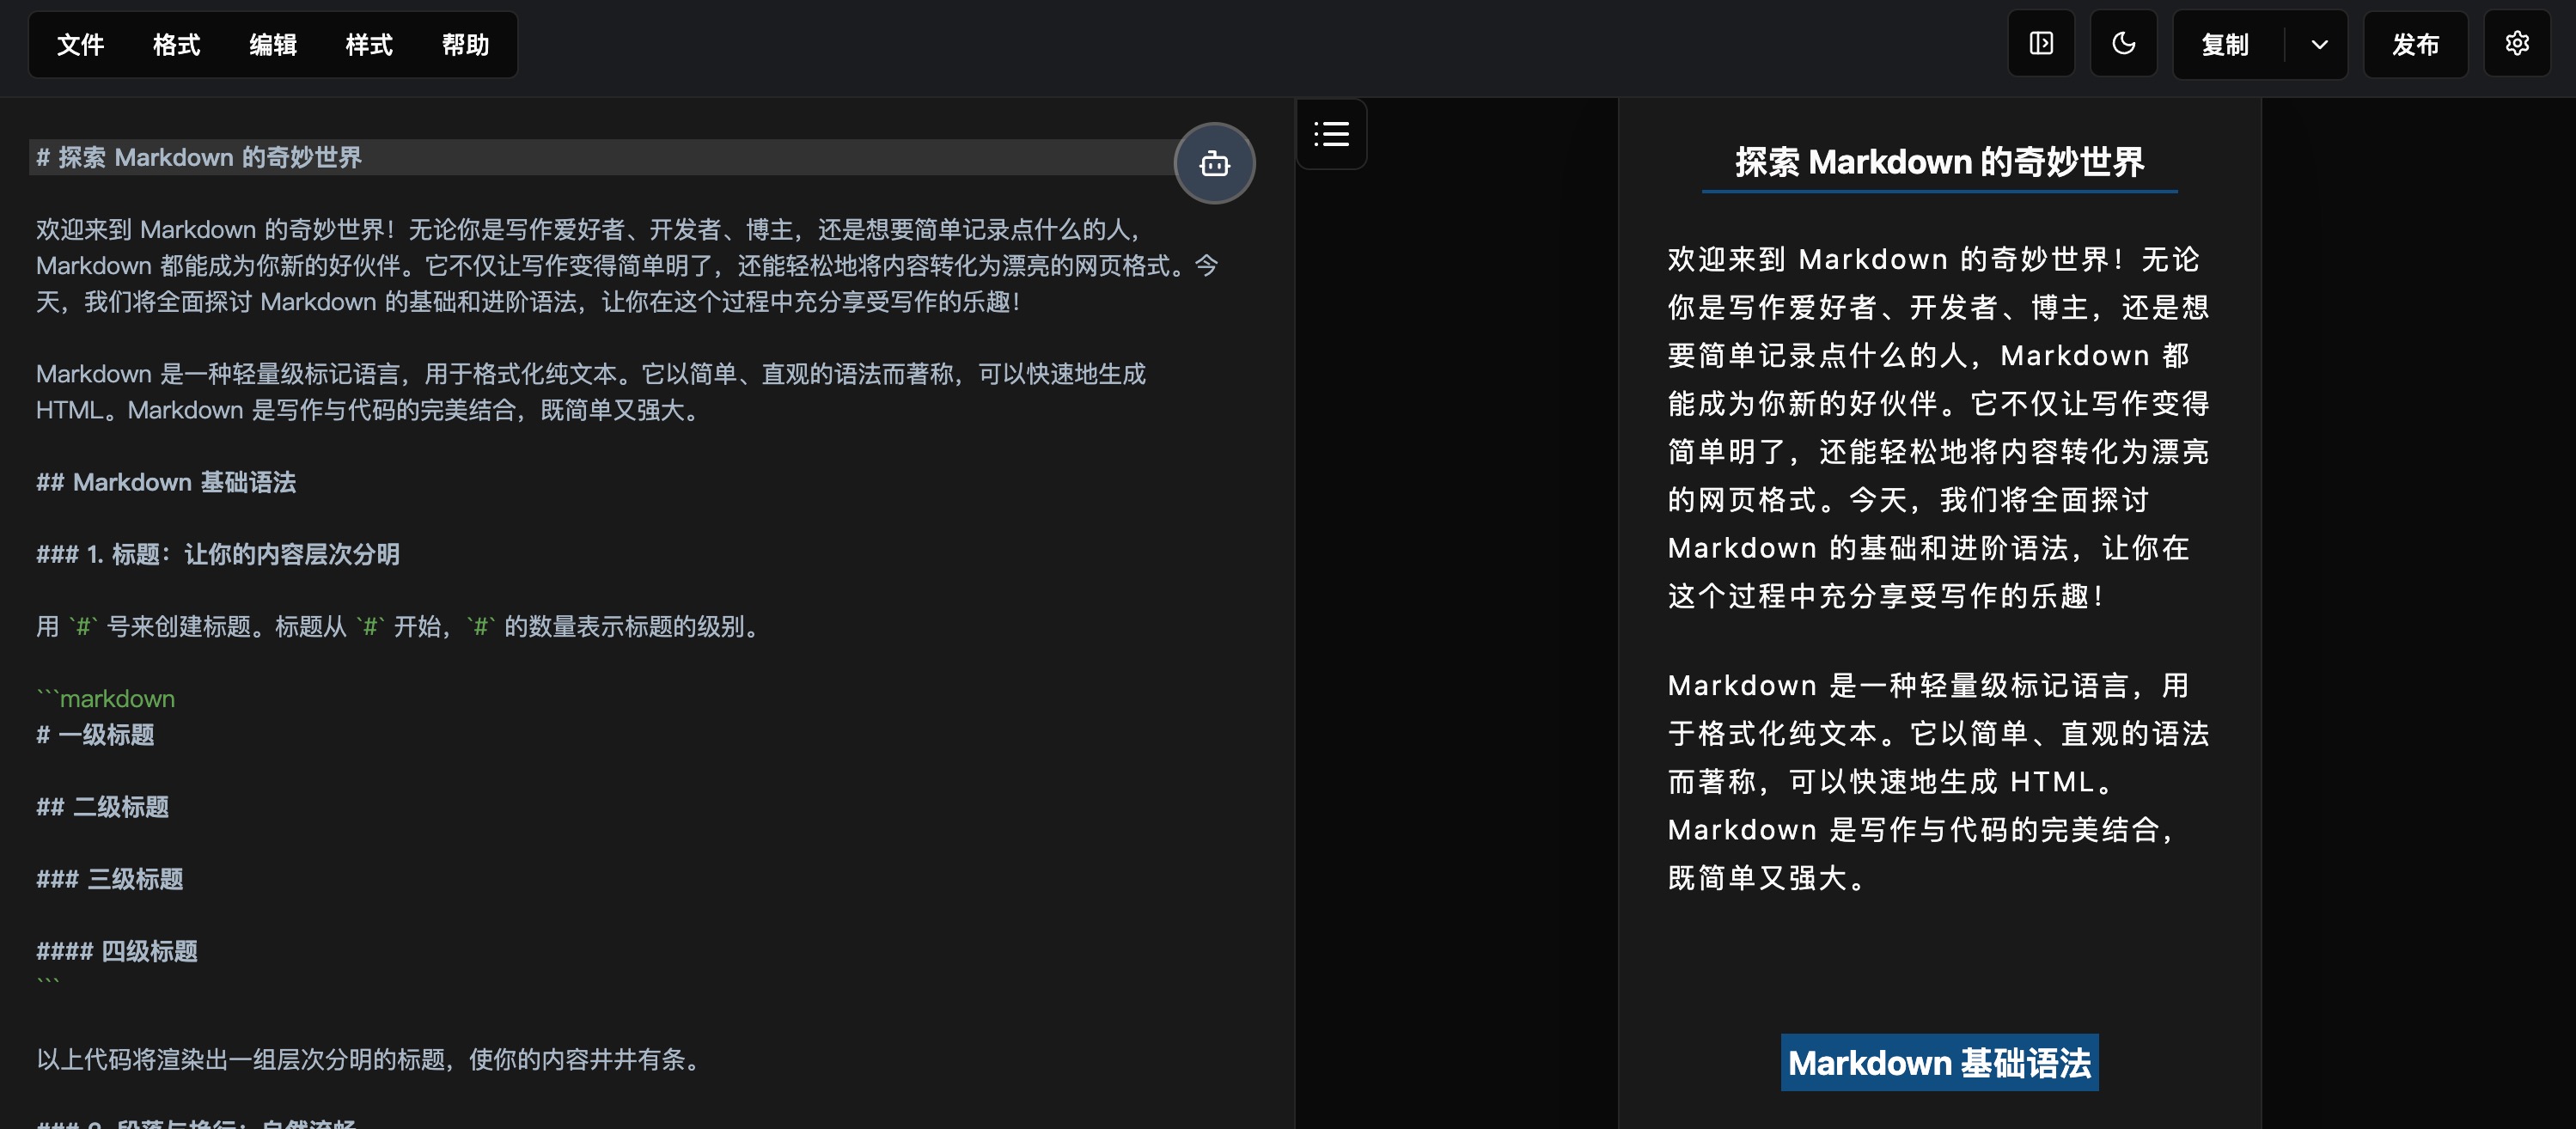 文件 格式 编辑 样式 帮助 复制 发布
# 探索 Markdown 的奇妙世界
欢迎来到 Markdown 的奇妙世界！无论你是写作爱好者、开发者、博主，还是想要简单记录点什么的人，
Markdown 都能成为你新的好伙伴。它不仅让写作变得简单明了，还能轻松地将内容转化为漂亮的网页格式。今
天，我们将全面探讨 Markdown 的基础和进阶语法，让你在这个过程中充分享受写作的乐趣！
Markdown 是一种轻量级标记语言，用于格式化纯文本。它以简单、直观的语法而著称，可以快速地生成
HTML。Markdown 是写作与代码的完美结合，既简单又强大。
## Markdown 基础语法
### 1. 标题：让你的内容层次分明
用 `#` 号来创建标题。标题从 `#` 开始，`#` 的数量表示标题的级别。
```markdown
# 一级标题
## 二级标题
### 三级标题
#### 四级标题
```
以上代码将渲染出一组层次分明的标题，使你的内容井井有条。
### 2. 段落与换行：自然流畅
探索 Markdown 的奇妙世界
欢迎来到 Markdown 的奇妙世界！无论
你是写作爱好者、开发者、博主，还是想
要简单记录点什么的人，Markdown 都
能成为你新的好伙伴。它不仅让写作变得
简单明了，还能轻松地将内容转化为漂亮
的网页格式。今天，我们将全面探讨
Markdown 的基础和进阶语法，让你在
这个过程中充分享受写作的乐趣！
Markdown 是一种轻量级标记语言，用
于格式化纯文本。它以简单、直观的语法
而著称，可以快速地生成 HTML。
Markdown 是写作与代码的完美结合，
既简单又强大。
Markdown 基础语法